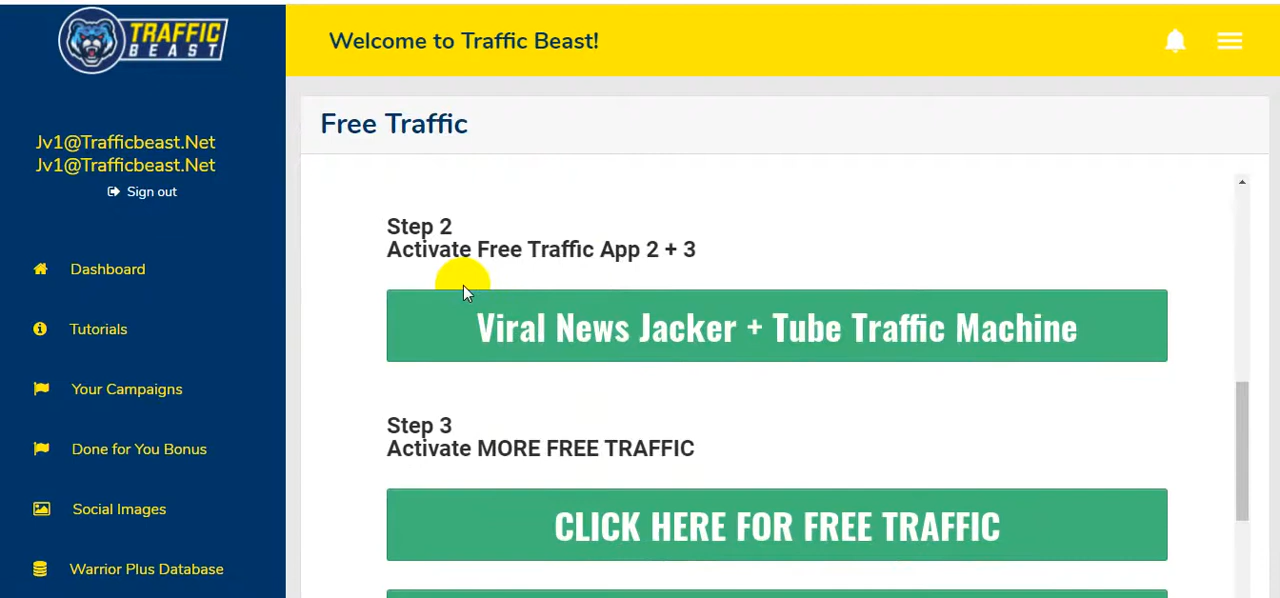 TRAFFIC
BEAST
Welcome to Traffic Beast!
Jv1@Trafficbeast.Net
Jv1@Trafficbeast.Net
Sign out
Dashboard
Tutorials
Your Campaigns
Done for You Bonus
Social Images
Warrior Plus Database
Free Traffic
Step 2
Activate Free Traffic App 2 + 3
Viral News Jacker + Tube Traffic Machine
Step 3
Activate MORE FREE TRAFFIC
CLICK HERE FOR FREE TRAFFIC